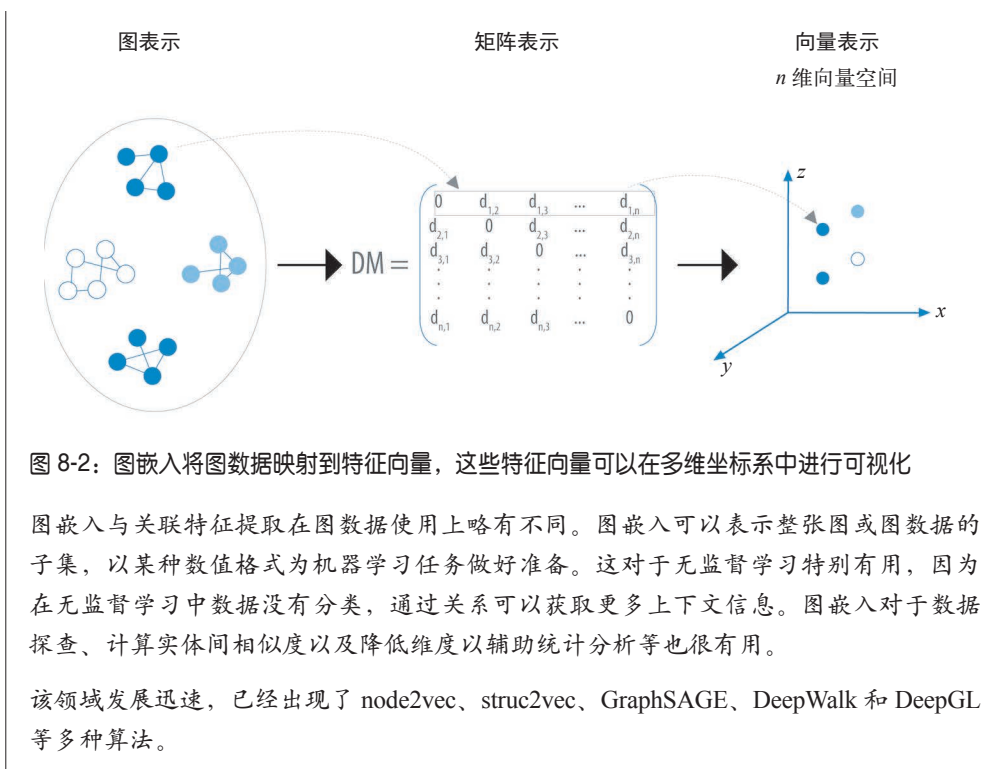 图表示
矩阵表示
向量表示
n 维向量空间
DM =
0 d1,2 d1,3 ... d1,n
d2,1 0 d2,3 ... d2,n
d3,1 d3,2 0 ... d3,n
. . . . .
. . . . .
. . . . .
dn,1 dn,2 dn,3 ... 0
z
x
y
图 8-2：图嵌入将图数据映射到特征向量，这些特征向量可以在多维坐标系中进行可视化
图嵌入与关联特征提取在图数据使用上略有不同。图嵌入可以表示整张图或图数据的
子集，以某种数值格式为机器学习任务做好准备。这对于无监督学习特别有用，因为
在无监督学习中数据没有分类，通过关系可以获取更多上下文信息。图嵌入对于数据
探查、计算实体间相似度以及降低维度以辅助统计分析等也很有用。
该领域发展迅速，已经出现了 node2vec、struc2vec、GraphSAGE、DeepWalk 和 DeepGL
等多种算法。